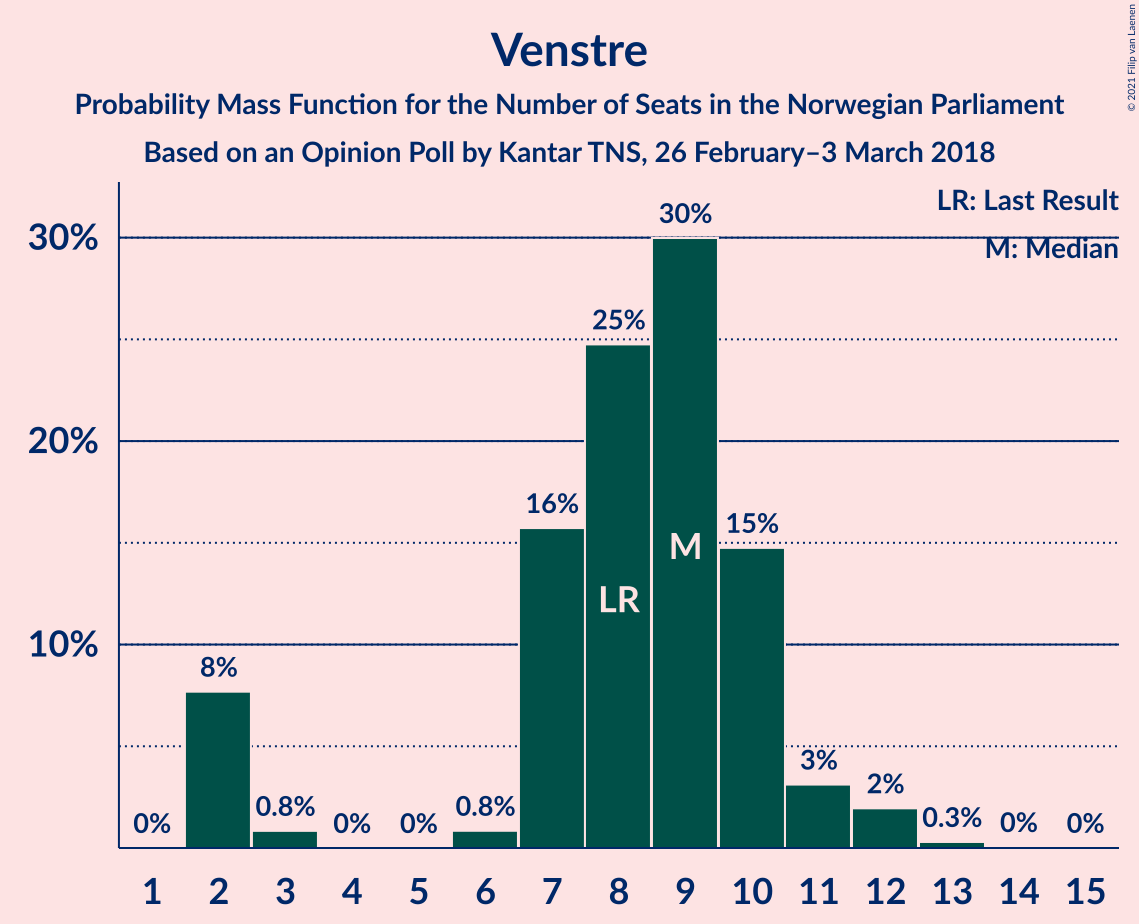 Venstre
Probability Mass Function for the Number of Seats in the Norwegian Parliament
Based on an Opinion Poll by Kantar TNS, 26 February–3 March 2018
© 2021 Filip van Laenen
LR: Last Result
M: Median
30%
20%
10%
0%
8%
0.8%
0%
0%
0.8%
16%
25%
30%
15%
3%
2%
0.3%
0%
0%
LR
M
1 2 3 4 5 6 7 8 9 10 11 12 13 14 15